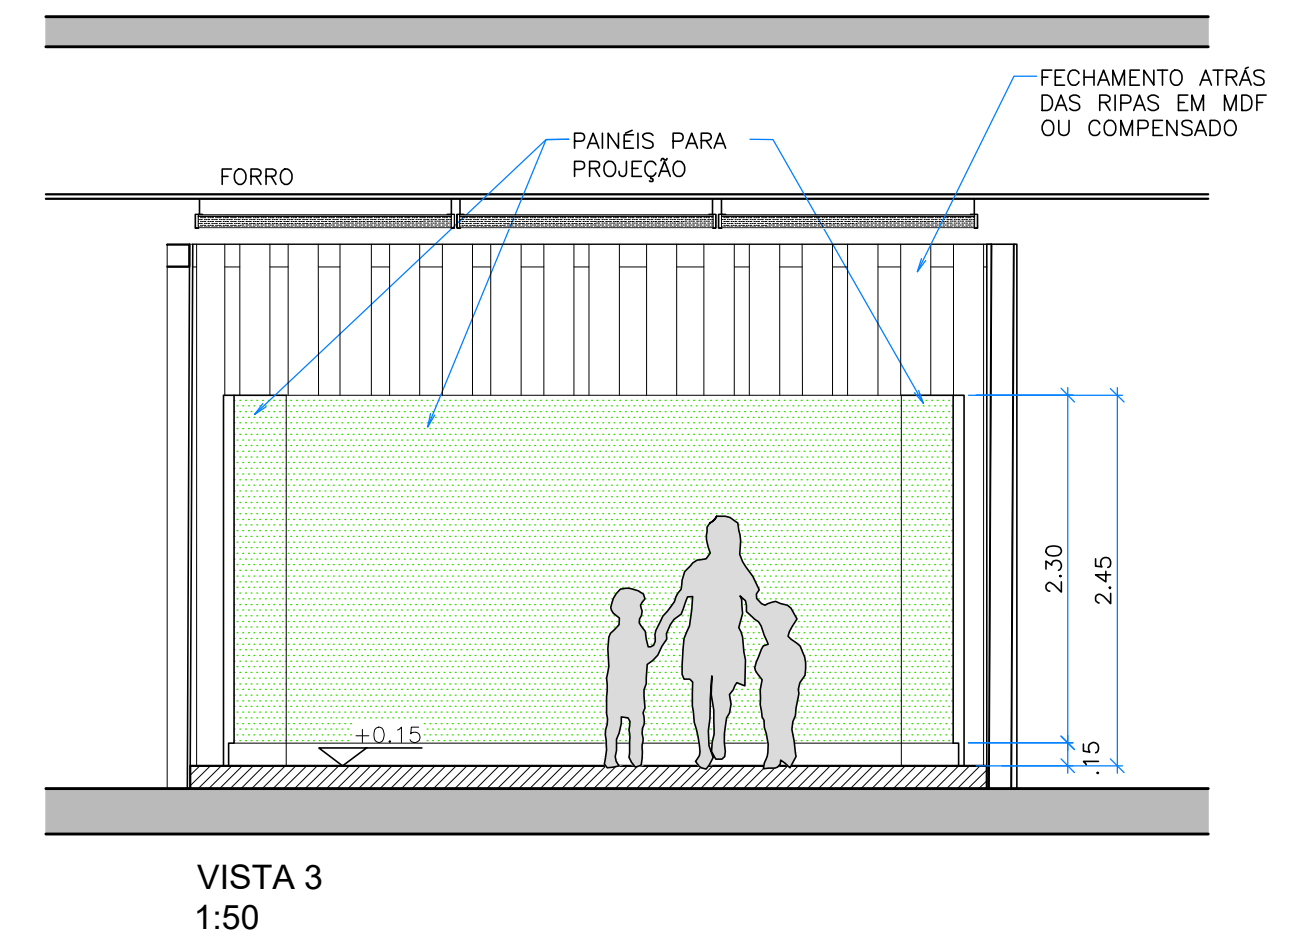 FECHAMENTO ATRÁS
DAS RIPAS EM MDF
OU COMPENSADO
PAINÉIS PARA
PROJEÇÃO
FORRO
2.30
2.45
+0.15
.15
VISTA 3
1:50